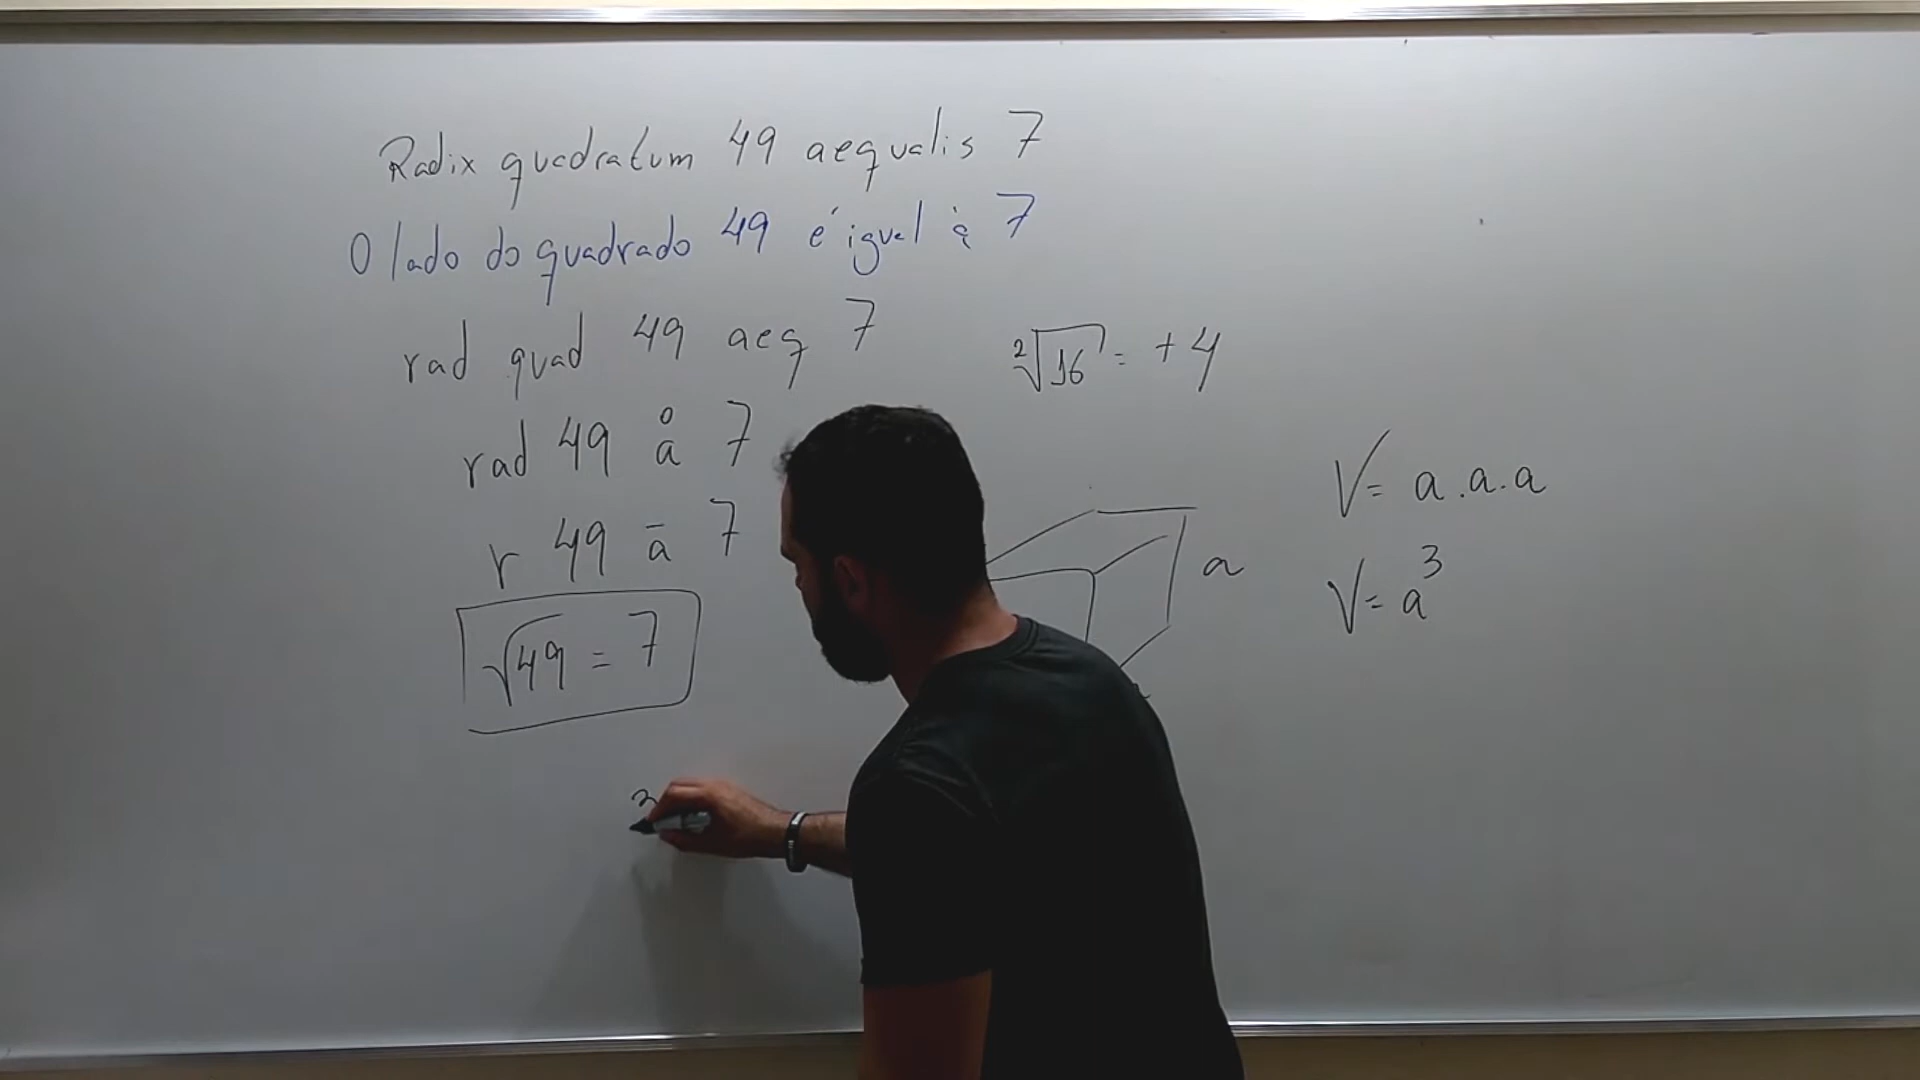 Radix quadratum 49 aequalis 7
O lado do quadrado 49 é igual à 7
rad quad 49 aeq 7
rad 49 å 7
r 49 ā 7
√49 = 7
²√16 = + 4
V = a.a.a
V = a³
a
3